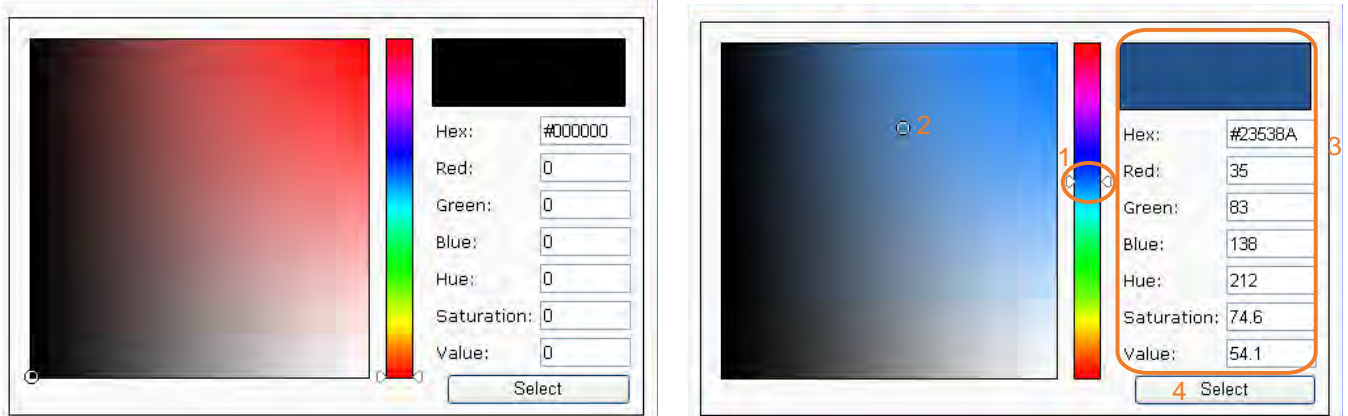 Hex: #000000
Red: 0
Green: 0
Blue: 0
Hue: 0
Saturation: 0
Value: 0
Select
2
1
3
Hex: #23538A
Red: 35
Green: 83
Blue: 138
Hue: 212
Saturation: 74.6
Value: 54.1
4 Select